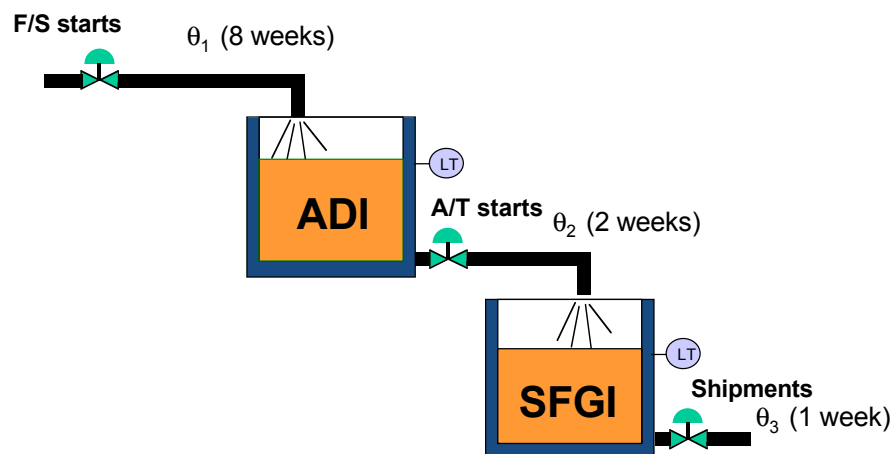 F/S starts
θ₁ (8 weeks)
LT
ADI
A/T starts
θ₂ (2 weeks)
LT
SFGI
Shipments
θ₃ (1 week)